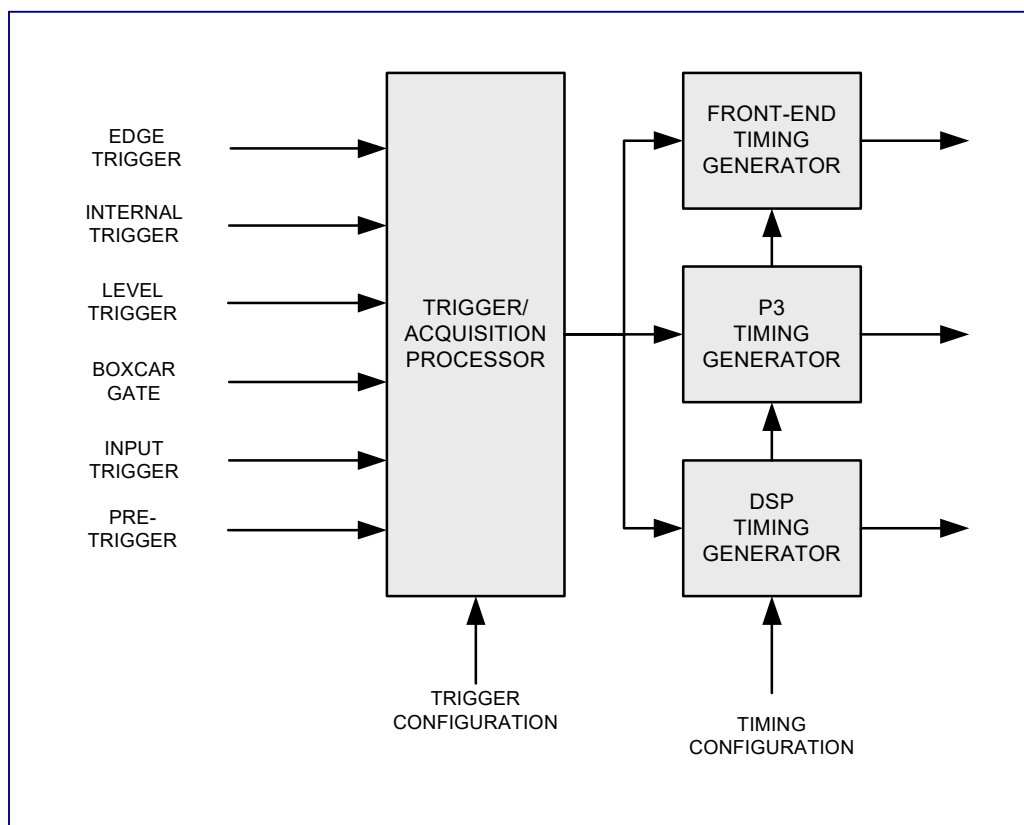 EDGE
TRIGGER
INTERNAL
TRIGGER
LEVEL
TRIGGER
BOXCAR
GATE
INPUT
TRIGGER
PRE-
TRIGGER
TRIGGER/
ACQUISITION
PROCESSOR
TRIGGER
CONFIGURATION
FRONT-END
TIMING
GENERATOR
P3
TIMING
GENERATOR
DSP
TIMING
GENERATOR
TIMING
CONFIGURATION